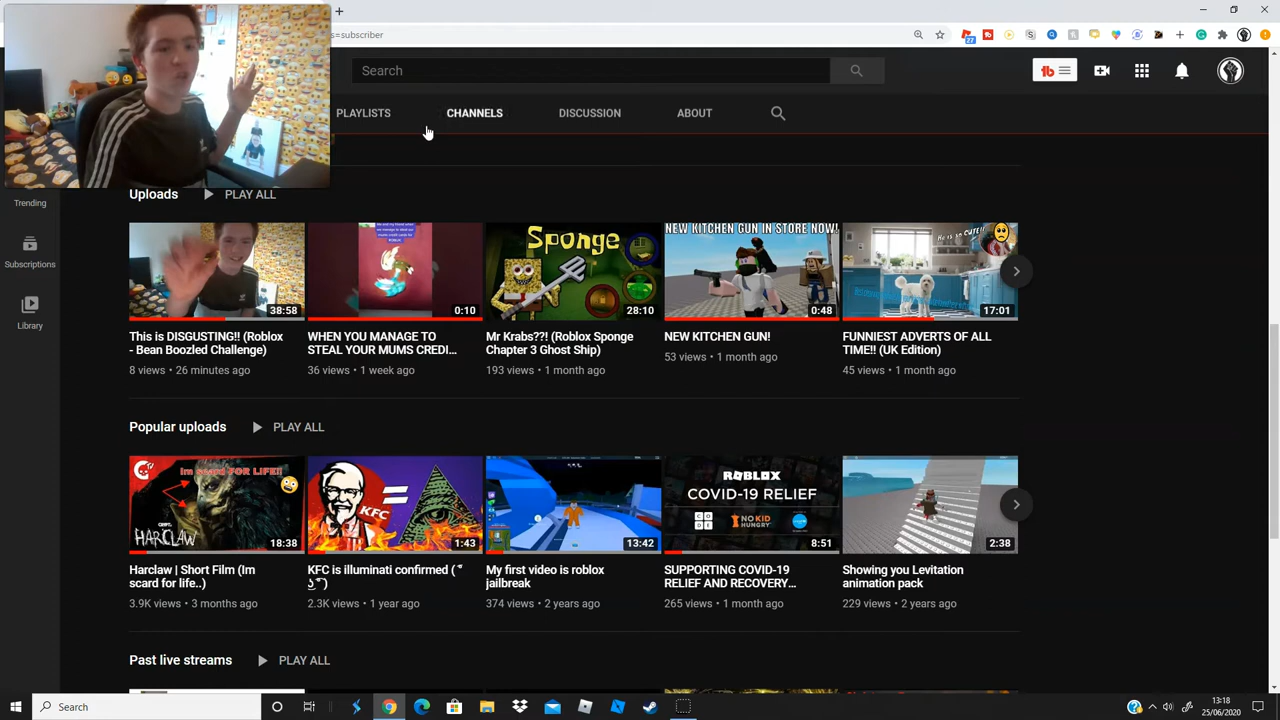 =subscriber
27
Search
PLAYLISTS
CHANNELS
DISCUSSION
ABOUT
Trending
Subscriptions
Library
Uploads
PLAY ALL
38:58
0:10
Sponge
28:10
NEW KITCHEN GUN IN STORE NOW!
0:48
He is so CUTE!!
17:01
This is DISGUSTING!! (Roblox
- Bean Boozled Challenge)
8 views • 26 minutes ago
WHEN YOU MANAGE TO
STEAL YOUR MUMS CREDI...
36 views • 1 week ago
Mr Krabs??! (Roblox Sponge
Chapter 3 Ghost Ship)
193 views • 1 month ago
NEW KITCHEN GUN!
53 views • 1 month ago
FUNNIEST ADVERTS OF ALL
TIME!! (UK Edition)
45 views • 1 month ago
Popular uploads
PLAY ALL
Im scard FOR LIFE!!
HARCLAW
18:38
KFC
1:43
13:42
ROBLOX
COVID-19 RELIEF
CODE
NO KID
HUNGRY
8:51
2:38
Harclaw | Short Film (Im
scard for life..)
3.9K views • 3 months ago
KFC is illuminati confirmed ( ͡°
͜ʖ ͡°)
2.3K views • 1 year ago
My first video is roblox
jailbreak
374 views • 2 years ago
SUPPORTING COVID-19
RELIEF AND RECOVERY...
265 views • 1 month ago
Showing you Levitation
animation pack
229 views • 2 years ago
Past live streams
PLAY ALL
Search
13:18
25/06/2020